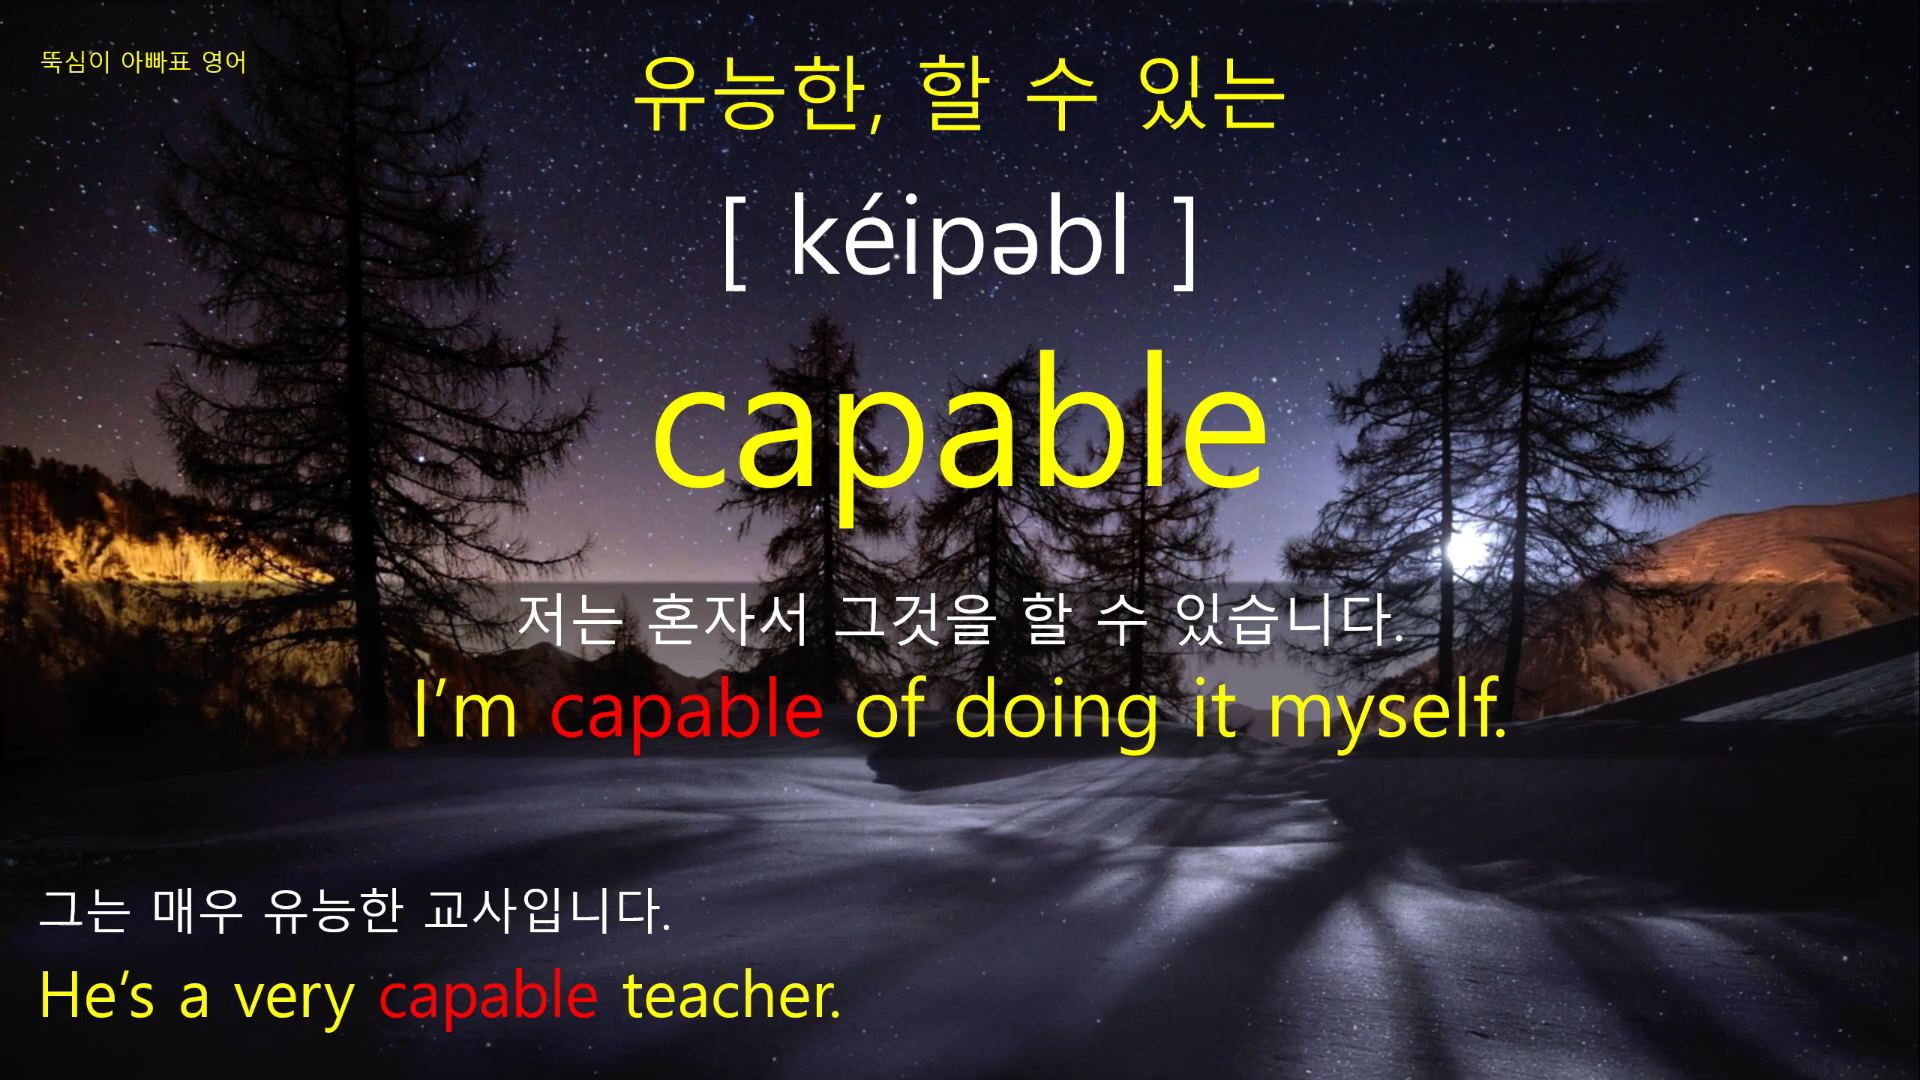 뚝심이 아빠표 영어
유능한, 할 수 있는
[ kéipəbl ]
capable
저는 혼자서 그것을 할 수 있습니다.
I’m capable of doing it myself.
그는 매우 유능한 교사입니다.
He’s a very capable teacher.